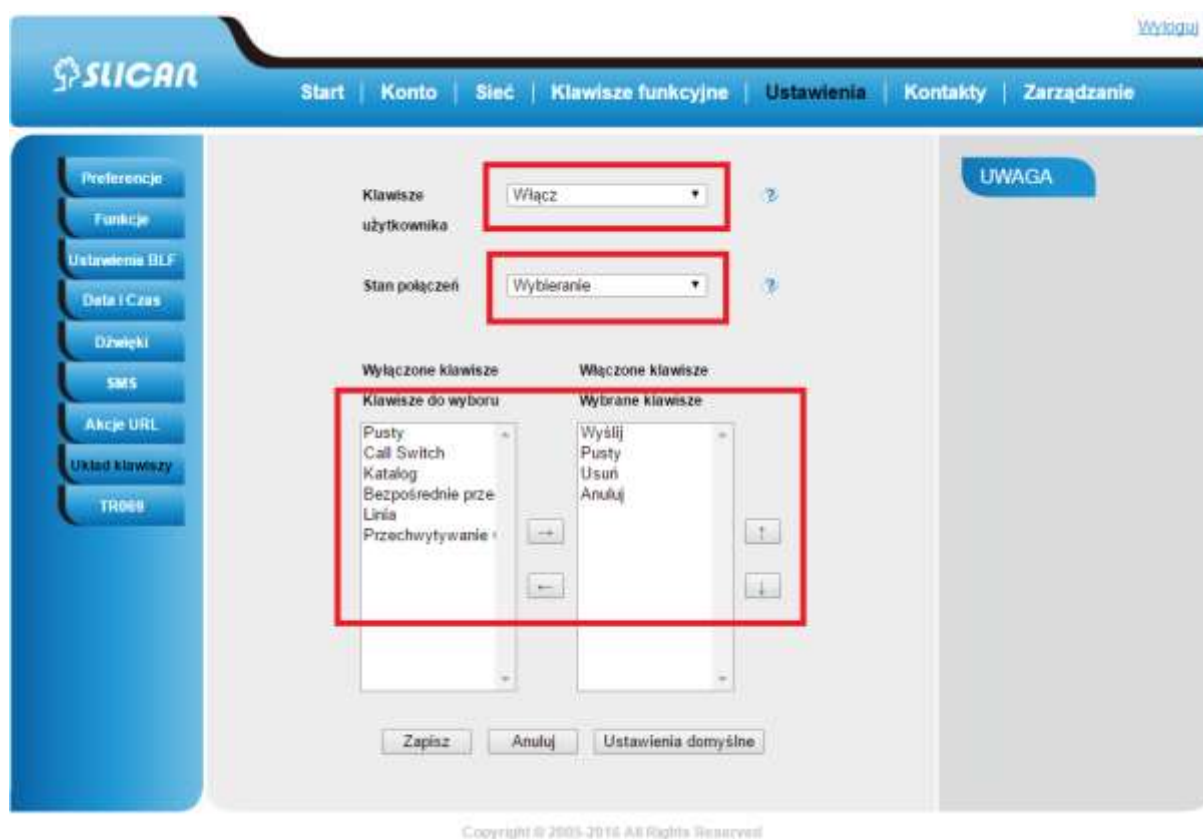 Wyloguj
SLICAN
Start | Konto | Sieć | Klawisze funkcyjne | Ustawienia | Kontakty | Zarządzanie
Preferencje
Funkcje
Ustawienia BLF
Data i Czas
Dźwięki
SMS
Akcje URL
Układ klawiszy
TR069
Klawisze
użytkownika
Włącz
Stan połączeń
Wybieranie
Wyłączone klawisze
Włączone klawisze
Klawisze do wyboru
Wybrane klawisze
Pusty
Call Switch
Katalog
Bezpośrednie prze
Linia
Przechwytywanie
Wyślij
Pusty
Usuń
Anuluj
→
←
↑
↓
Zapisz
Anuluj
Ustawienia domyślne
UWAGA
Copyright © 2005-2016 All Rights Reserved